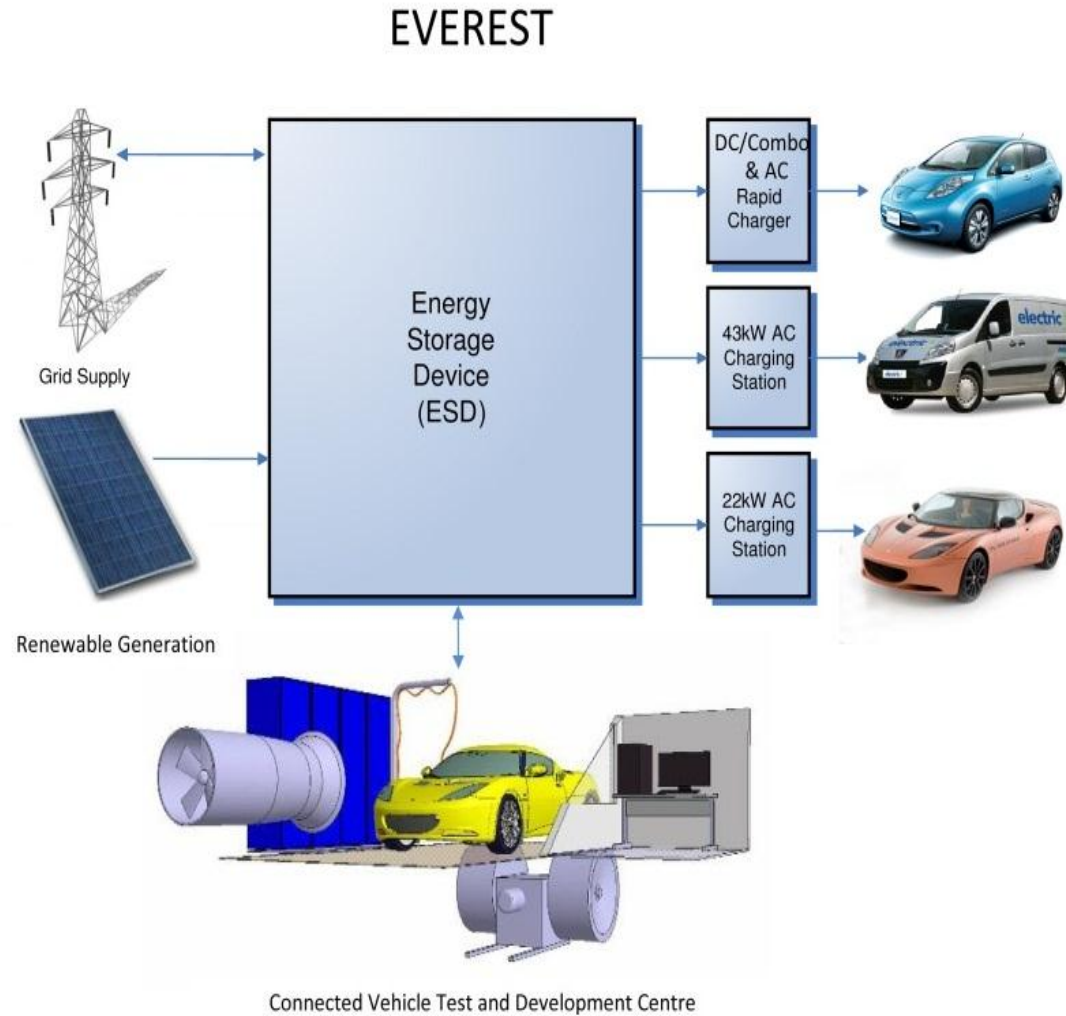 EVEREST
Grid Supply
Renewable Generation
Energy
Storage
Device
(ESD)
DC/Combo
& AC
Rapid
Charger
43kW AC
Charging
Station
electric
electric
22kW AC
Charging
Station
Connected Vehicle Test and Development Centre